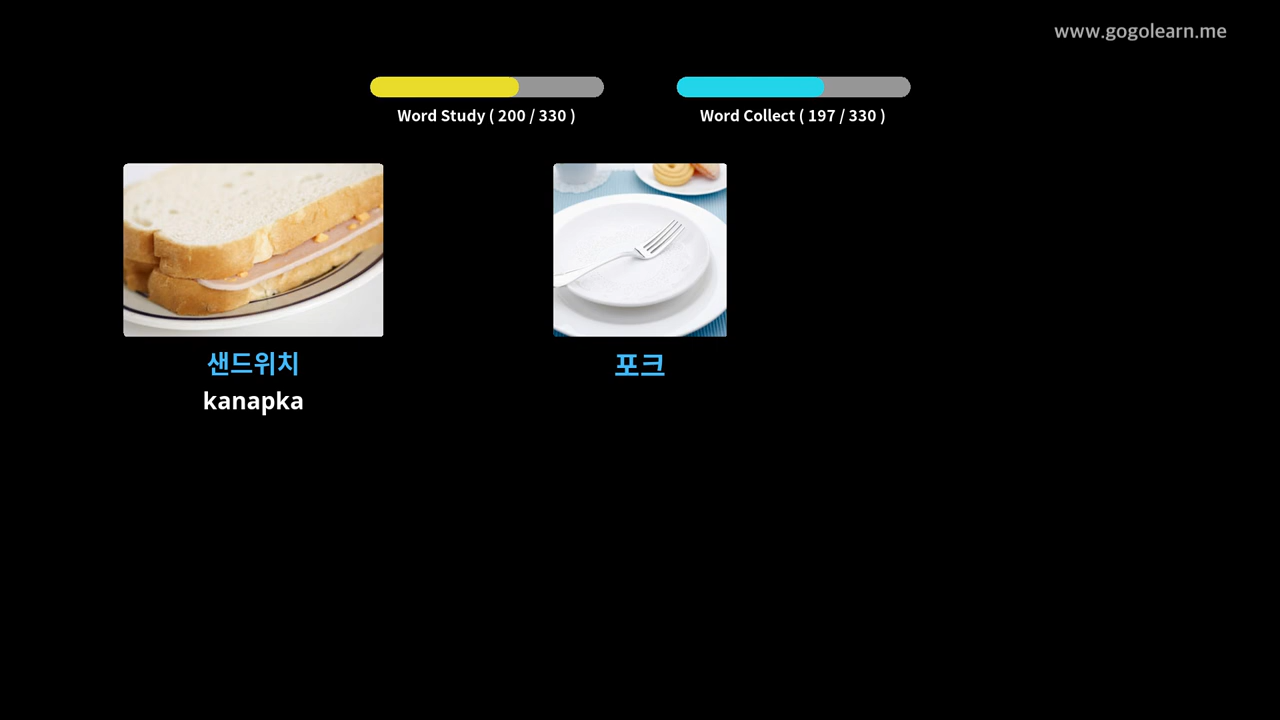 www.gogolearn.me
Word Study ( 200 / 330 )
Word Collect ( 197 / 330 )
샌드위치
kanapka
포크